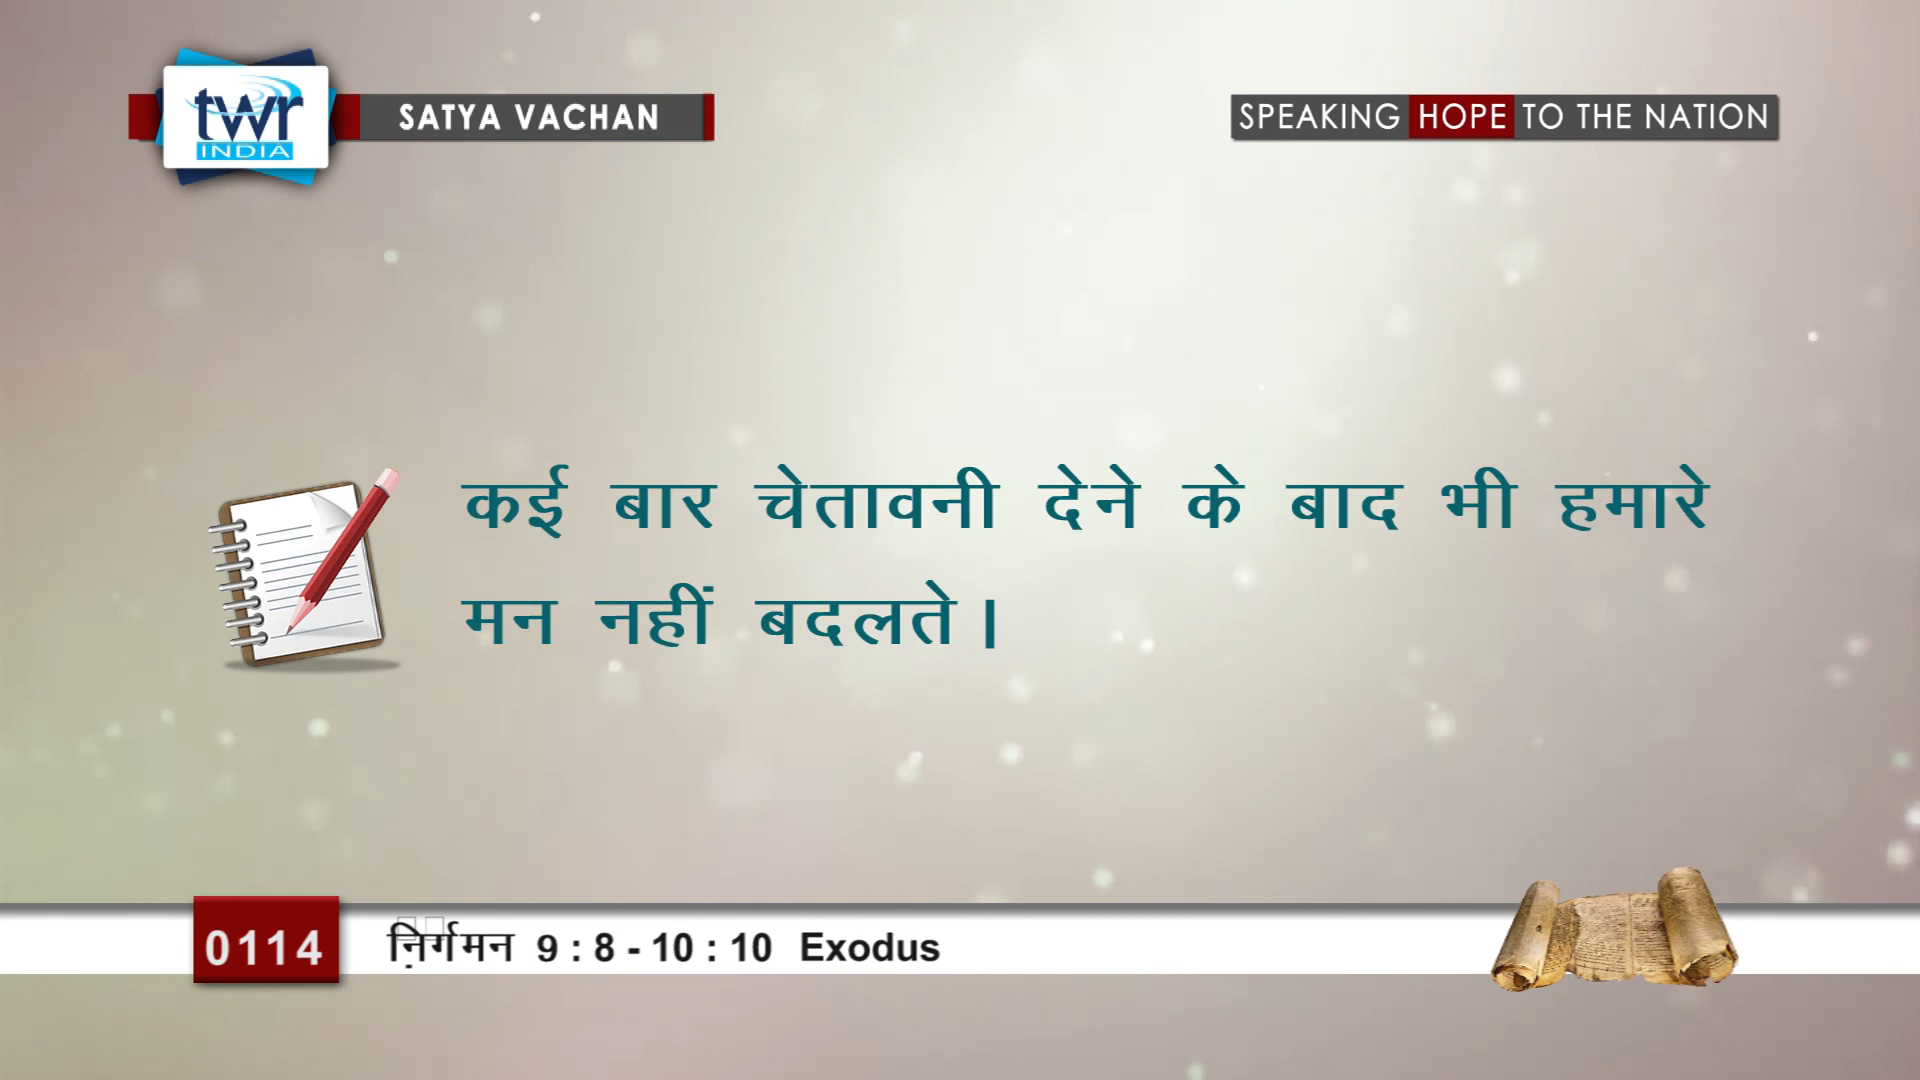 twr
INDIA
SATYA VACHAN
SPEAKING HOPE TO THE NATION
कई बार चेतावनी देने के बाद भी हमारे
मन नहीं बदलते।
0114
निर्गमन 9 : 8 - 10 : 10 Exodus